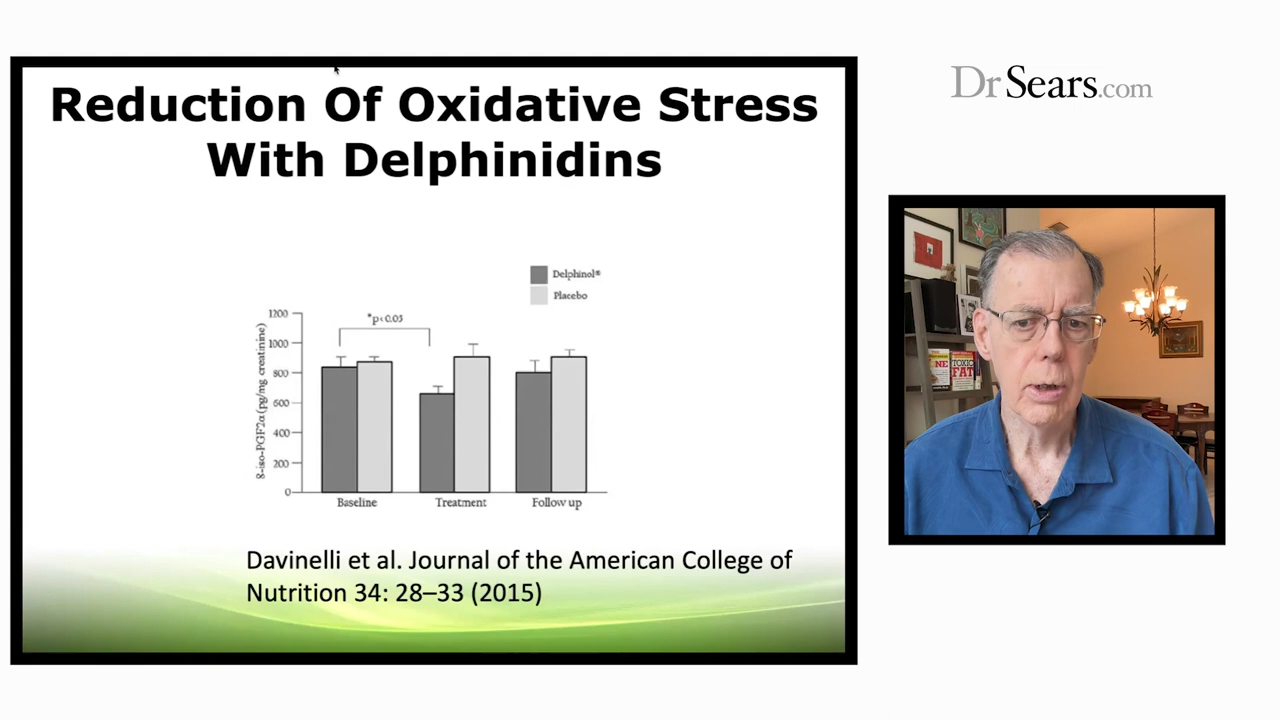 Reduction Of Oxidative Stress
With Delphinidins
Delphinol®
Placebo
*p<0.05
8-iso-PGF2α (pg/mg creatinine)
1200
1000
800
600
400
200
0
Baseline
Treatment
Follow up
Davinelli et al. Journal of the American College of
Nutrition 34: 28–33 (2015)
DrSears.com
TOXIC
FAT